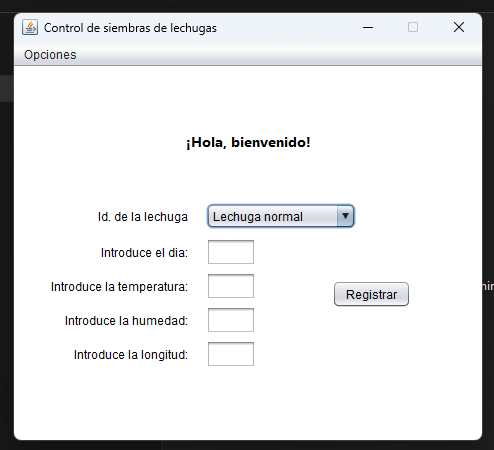 Control de siembras de lechugas
Opciones
¡Hola, bienvenido!
Id. de la lechuga
Lechuga normal
Introduce el dia:
Introduce la temperatura:
Registrar
Introduce la humedad:
Introduce la longitud: